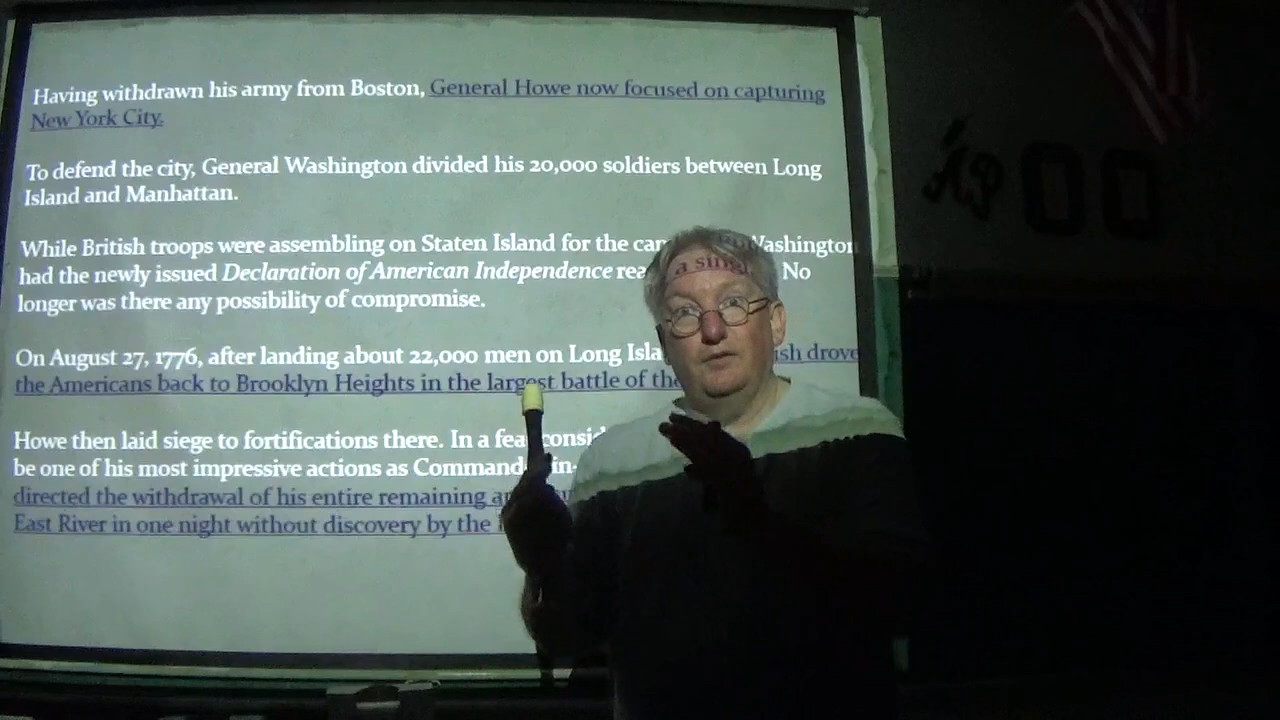 Having withdrawn his army from Boston, General Howe now focused on capturing
New York City.
To defend the city, General Washington divided his 20,000 soldiers between Long
Island and Manhattan.
While British troops were assembling on Staten Island for the Washington
had the newly issued Declaration of American Independence a No
longer was there any possibility of compromise.
On August 27, 1776, after landing about 22,000 men on Long drove
the Americans back to Brooklyn Heights in the largest battle of
Howe then laid siege to fortifications there. In a
be one of his most impressive actions as
directed the withdrawal of his entire remaining
East River in one night without discovery by the
AP 00